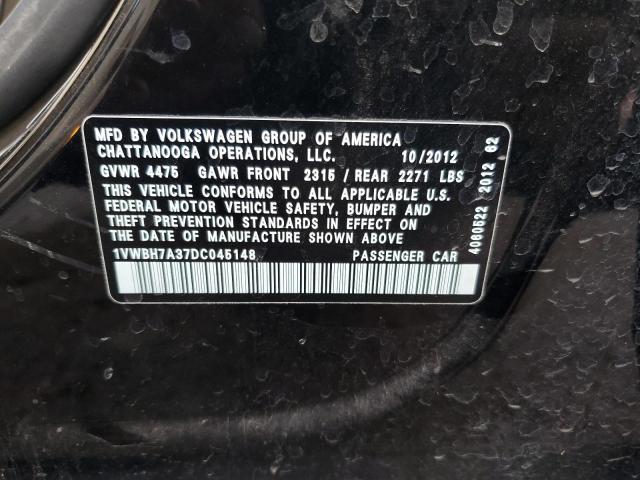 MFD BY VOLKSWAGEN GROUP OF AMERICA
CHATTANOOGA OPERATIONS, LLC. 10/2012
GVWR 4475 GAWR FRONT 2315 / REAR 2271 LBS
THIS VEHICLE CONFORMS TO ALL APPLICABLE U.S.
FEDERAL MOTOR VEHICLE SAFETY, BUMPER AND
THEFT PREVENTION STANDARDS IN EFFECT ON
THE DATE OF MANUFACTURE SHOWN ABOVE
1VWBH7A37DC045148 PASSENGER CAR
4080522 2012 82